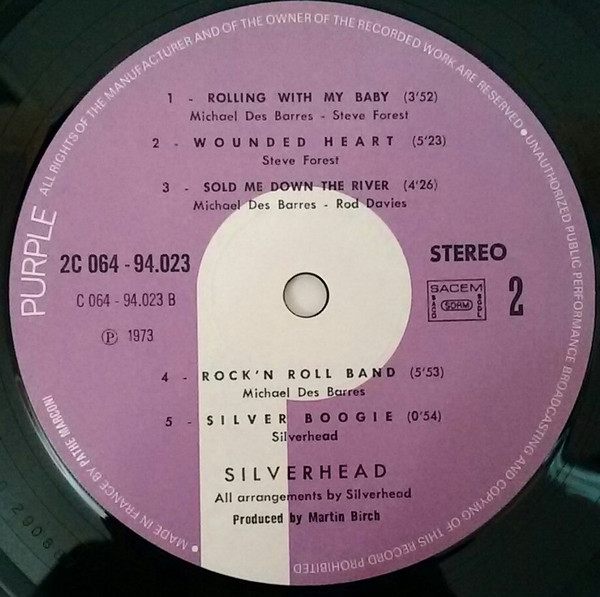 PURPLE ALL RIGHTS OF THE MANUFACTURER AND OF THE OWNER OF THE RECORDED WORK ARE RESERVED • UNAUTHORIZED PUBLIC PERFORMANCE BROADCASTING AND COPYING OF THIS RECORD PROHIBITED
• MADE IN FRANCE BY PATHE MARCONI
1 - ROLLING WITH MY BABY (3'52)
Michael Des Barres - Steve Forest
2 - WOUNDED HEART (5'23)
Steve Forest
3 - SOLD ME DOWN THE RIVER (4'26)
Michael Des Barres - Rod Davies
2C 064 - 94.023
C 064 - 94.023 B
Ⓟ 1973
STEREO
SACEM
SACD SDRM SGDL
2
4 - ROCK'N ROLL BAND (5'53)
Michael Des Barres
5 - SILVER BOOGIE (0'54)
Silverhead
SILVERHEAD
All arrangements by Silverhead
Produced by Martin Birch